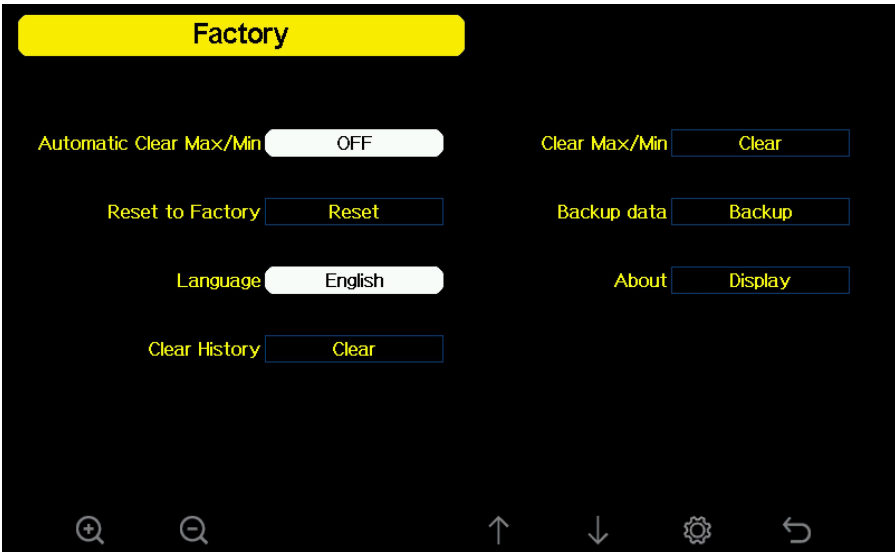 Factory
Automatic Clear Max/Min OFF Clear Max/Min Clear
Reset to Factory Reset Backup data Backup
Language English About Display
Clear History Clear